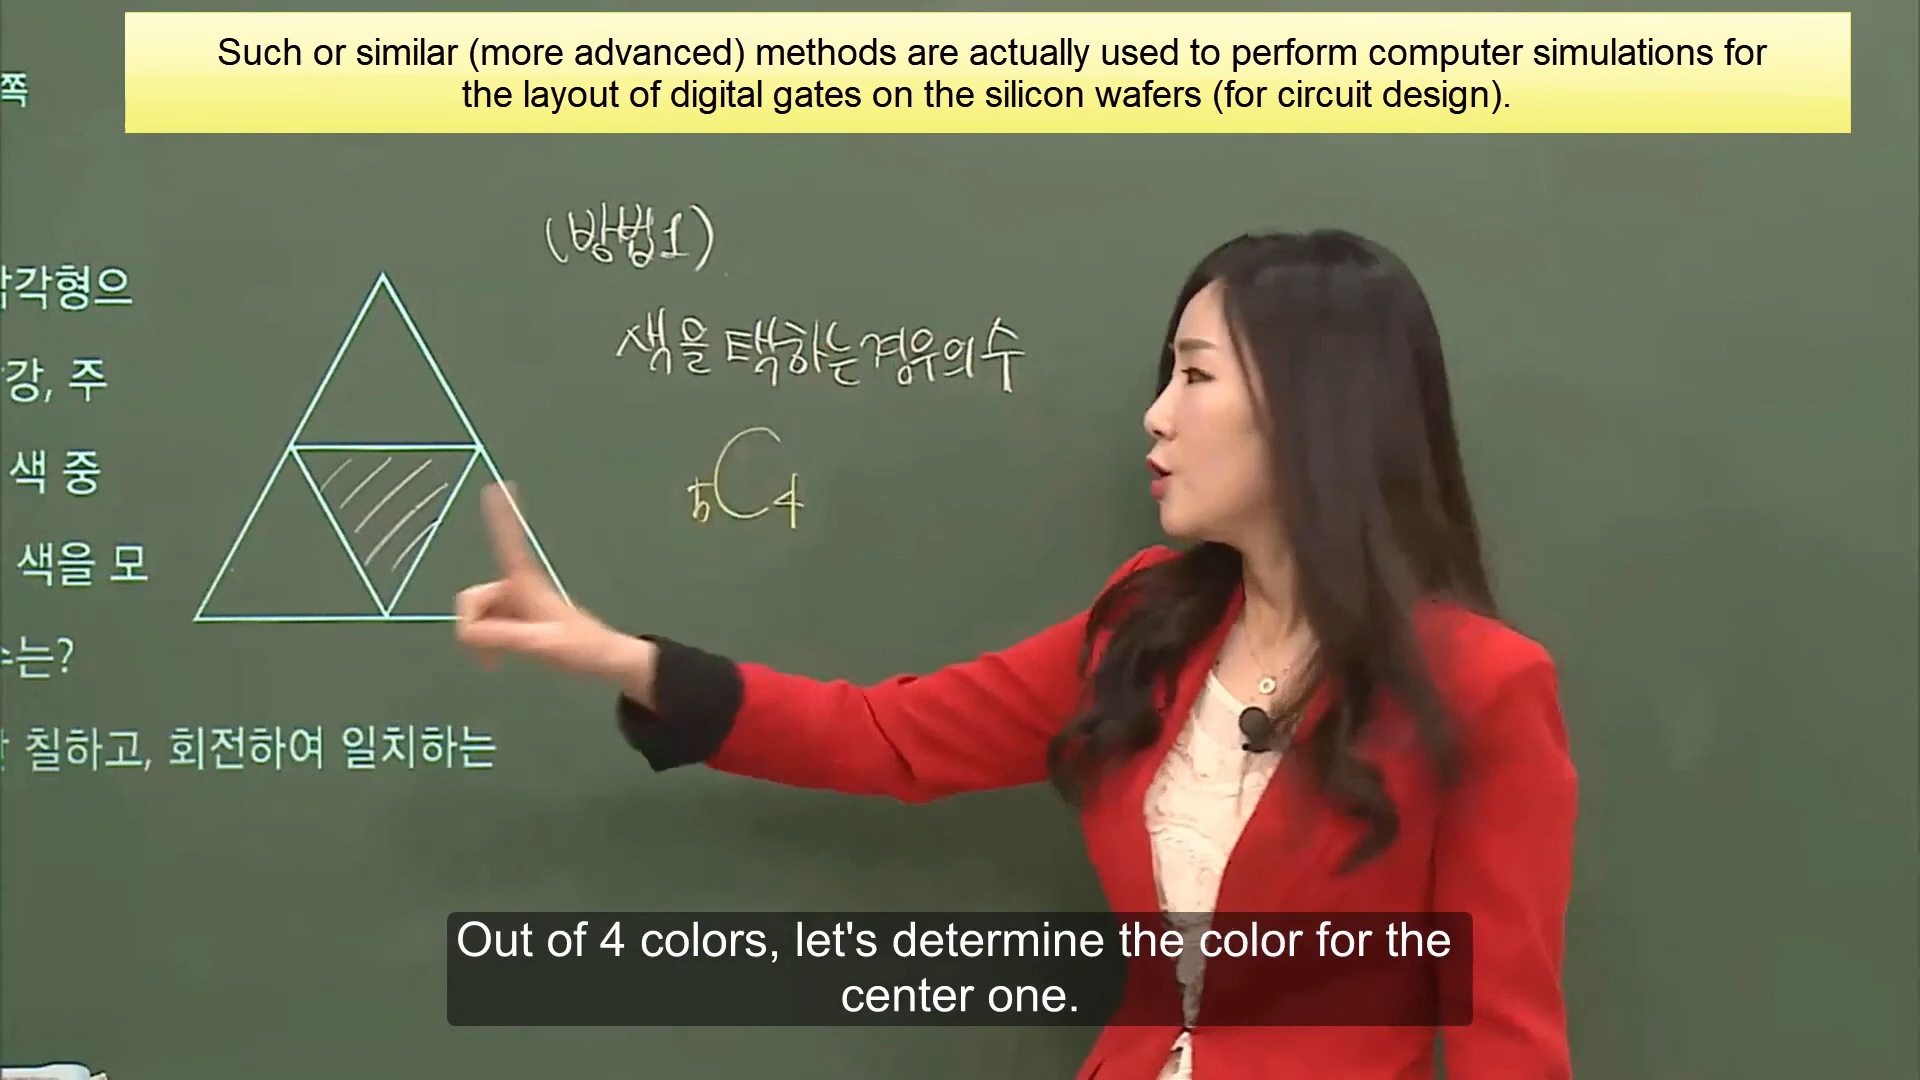 Such or similar (more advanced) methods are actually used to perform computer simulations for
the layout of digital gates on the silicon wafers (for circuit design).
쪽
(방법1)
각형으
색을 택하는 경우의 수
강, 주
색 중
5C4
색을 모
수는?
칠하고, 회전하여 일치하는
Out of 4 colors, let's determine the color for the
center one.